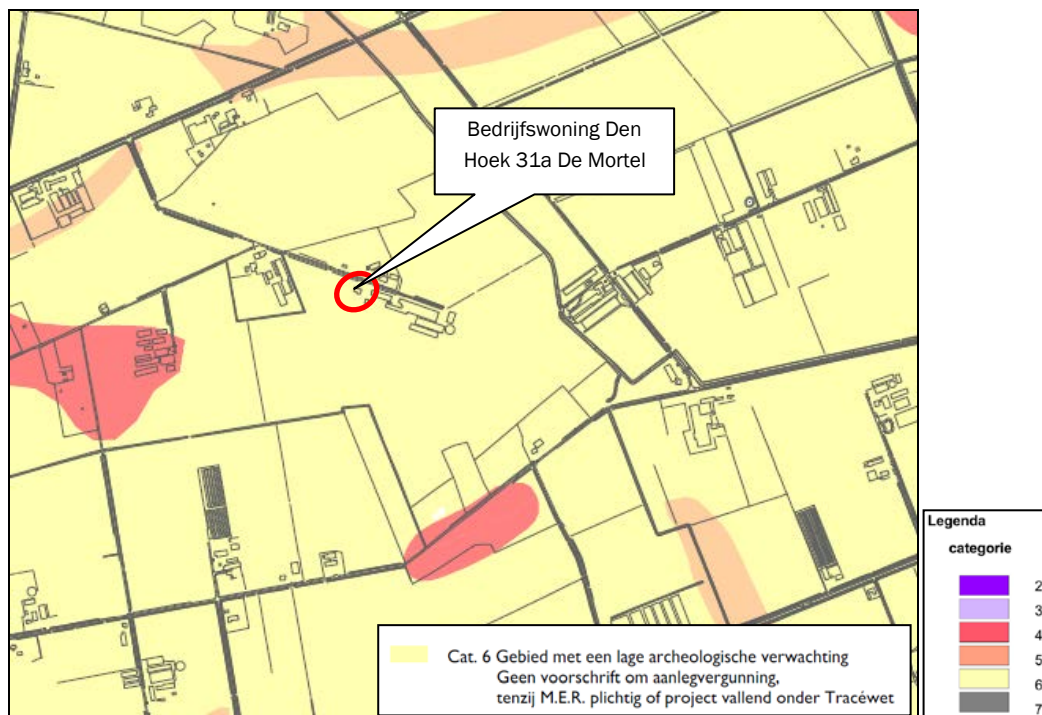 Bedrijfswoning Den
Hoek 31a De Mortel
Cat. 6 Gebied met een lage archeologische verwachting
Geen voorschrift om aanlegvergunning,
tenzij M.E.R. plichtig of project vallend onder Tracéwet
Legenda
categorie
2
3
4
5
6
7